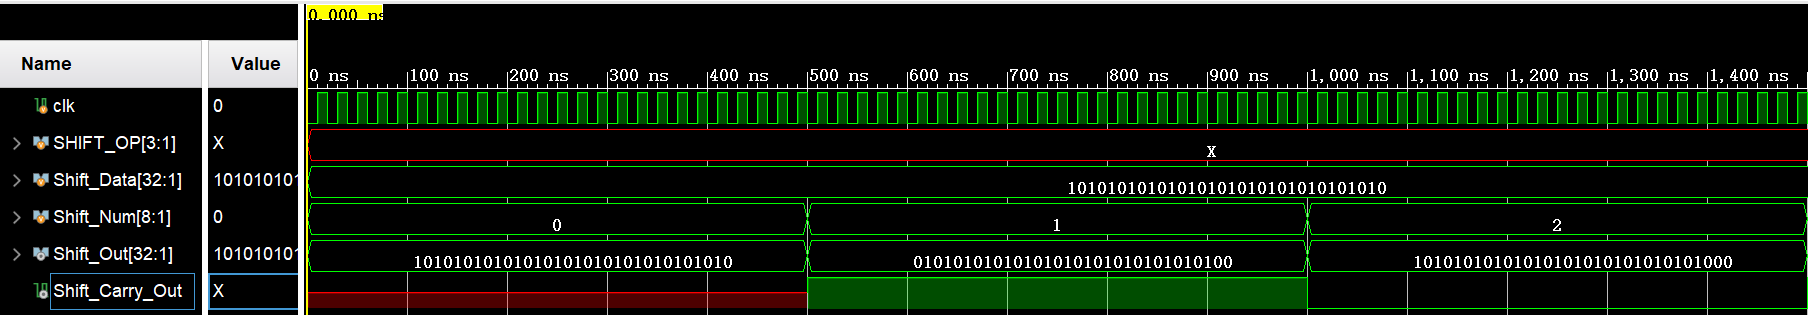 0.000 ns
Name Value
0 ns 100 ns 200 ns 300 ns 400 ns 500 ns 600 ns 700 ns 800 ns 900 ns 1,000 ns 1,100 ns 1,200 ns 1,300 ns 1,400 ns
clk 0
SHIFT_OP[3:1] X X
Shift_Data[32:1] 101010101 10101010101010101010101010101010
Shift_Num[8:1] 0 0 1 2
Shift_Out[32:1] 101010101 10101010101010101010101010101010 01010101010101010101010101010100 10101010101010101010101010101000
Shift_Carry_Out X